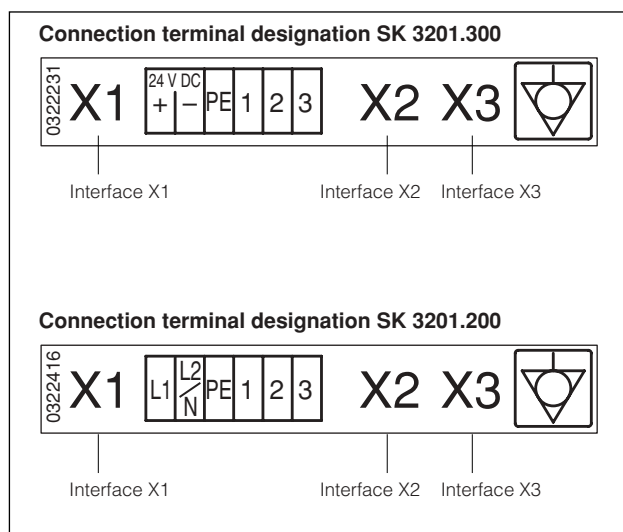 Connection terminal designation SK 3201.300
0322231 X1 24 V DC + – PE 1 2 3 X2 X3
Interface X1 Interface X2 Interface X3
Connection terminal designation SK 3201.200
0322416 X1 L1 L2/N PE 1 2 3 X2 X3
Interface X1 Interface X2 Interface X3